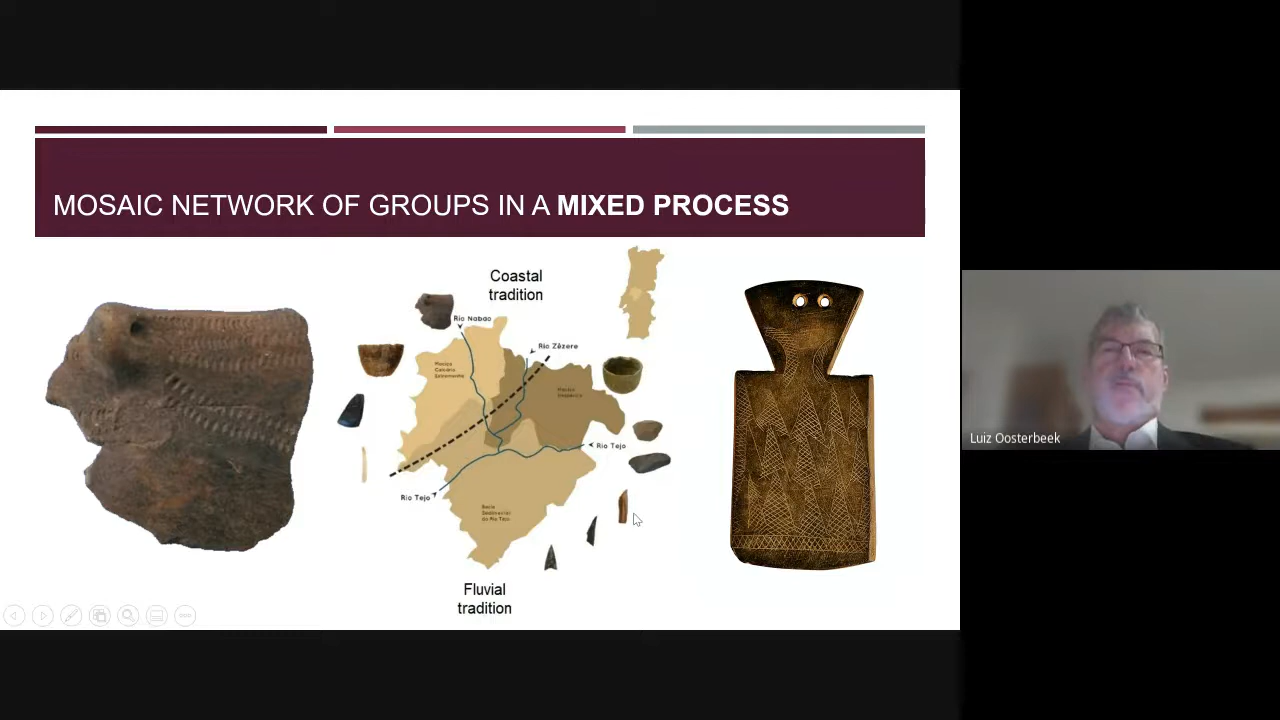 MOSAIC NETWORK OF GROUPS IN A MIXED PROCESS
Coastal
tradition
Rio Nabao
Rio Zêzere
Rio Tejo
Rio Tejo
Fluvial
tradition
Luiz Oosterbeek